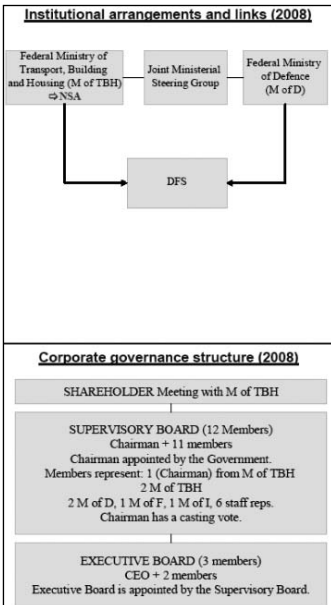 Institutional arrangements and links (2008)
Federal Ministry of
Transport, Building
and Housing (M of TBH)
⇨NSA
Joint Ministerial
Steering Group
Federal Ministry
of Defence
(M of D)
DFS
Corporate governance structure (2008)
SHAREHOLDER Meeting with M of TBH
SUPERVISORY BOARD (12 Members)
Chairman + 11 members
Chairman appointed by the Government.
Members represent: 1 (Chairman) from M of TBH
2 M of TBH
2 M of D, 1 M of F, 1 M of I, 6 staff reps.
Chairman has a casting vote.
EXECUTIVE BOARD (3 members)
CEO + 2 members
Executive Board is appointed by the Supervisory Board.